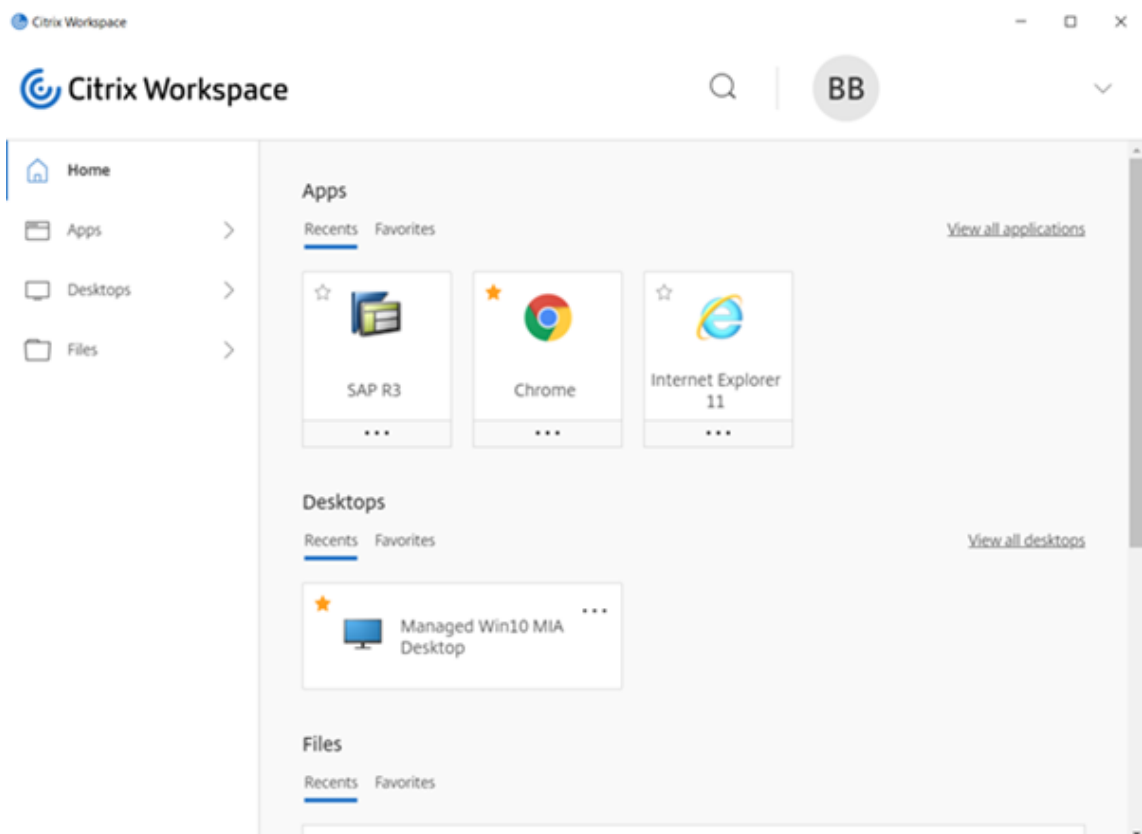 Citrix Workspace
Citrix Workspace
BB
Home
Apps
Desktops
Files
Apps
Recents Favorites
View all applications
SAP R3
Chrome
Internet Explorer
11
Desktops
Recents Favorites
View all desktops
Managed Win10 MIA
Desktop
Files
Recents Favorites